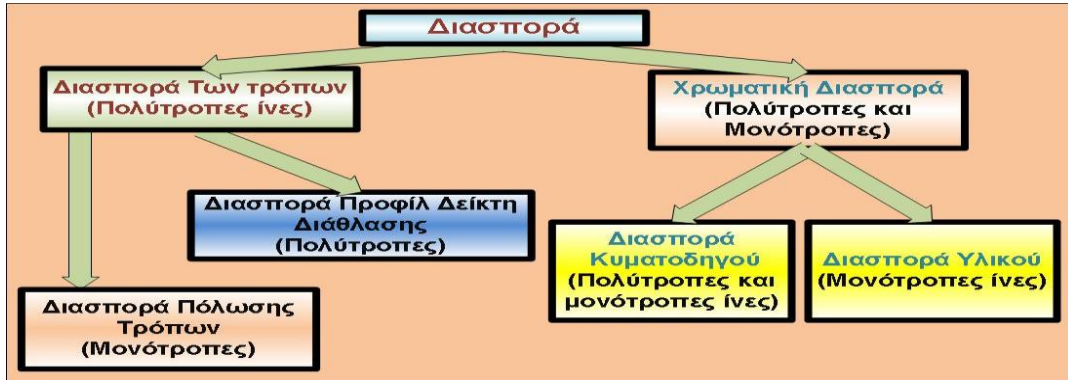 Διασπορά
Διασπορά Των τρόπων
(Πολύτροπες ίνες)
Χρωματική Διασπορά
(Πολύτροπες και
Μονότροπες)
Διασπορά Προφίλ Δείκτη
Διάθλασης
(Πολύτροπες)
Διασπορά
Κυματοδηγού
(Πολύτροπες και
μονότροπες ίνες)
Διασπορά Υλικού
(Μονότροπες ίνες)
Διασπορά Πόλωσης
Τρόπων
(Μονότροπες)